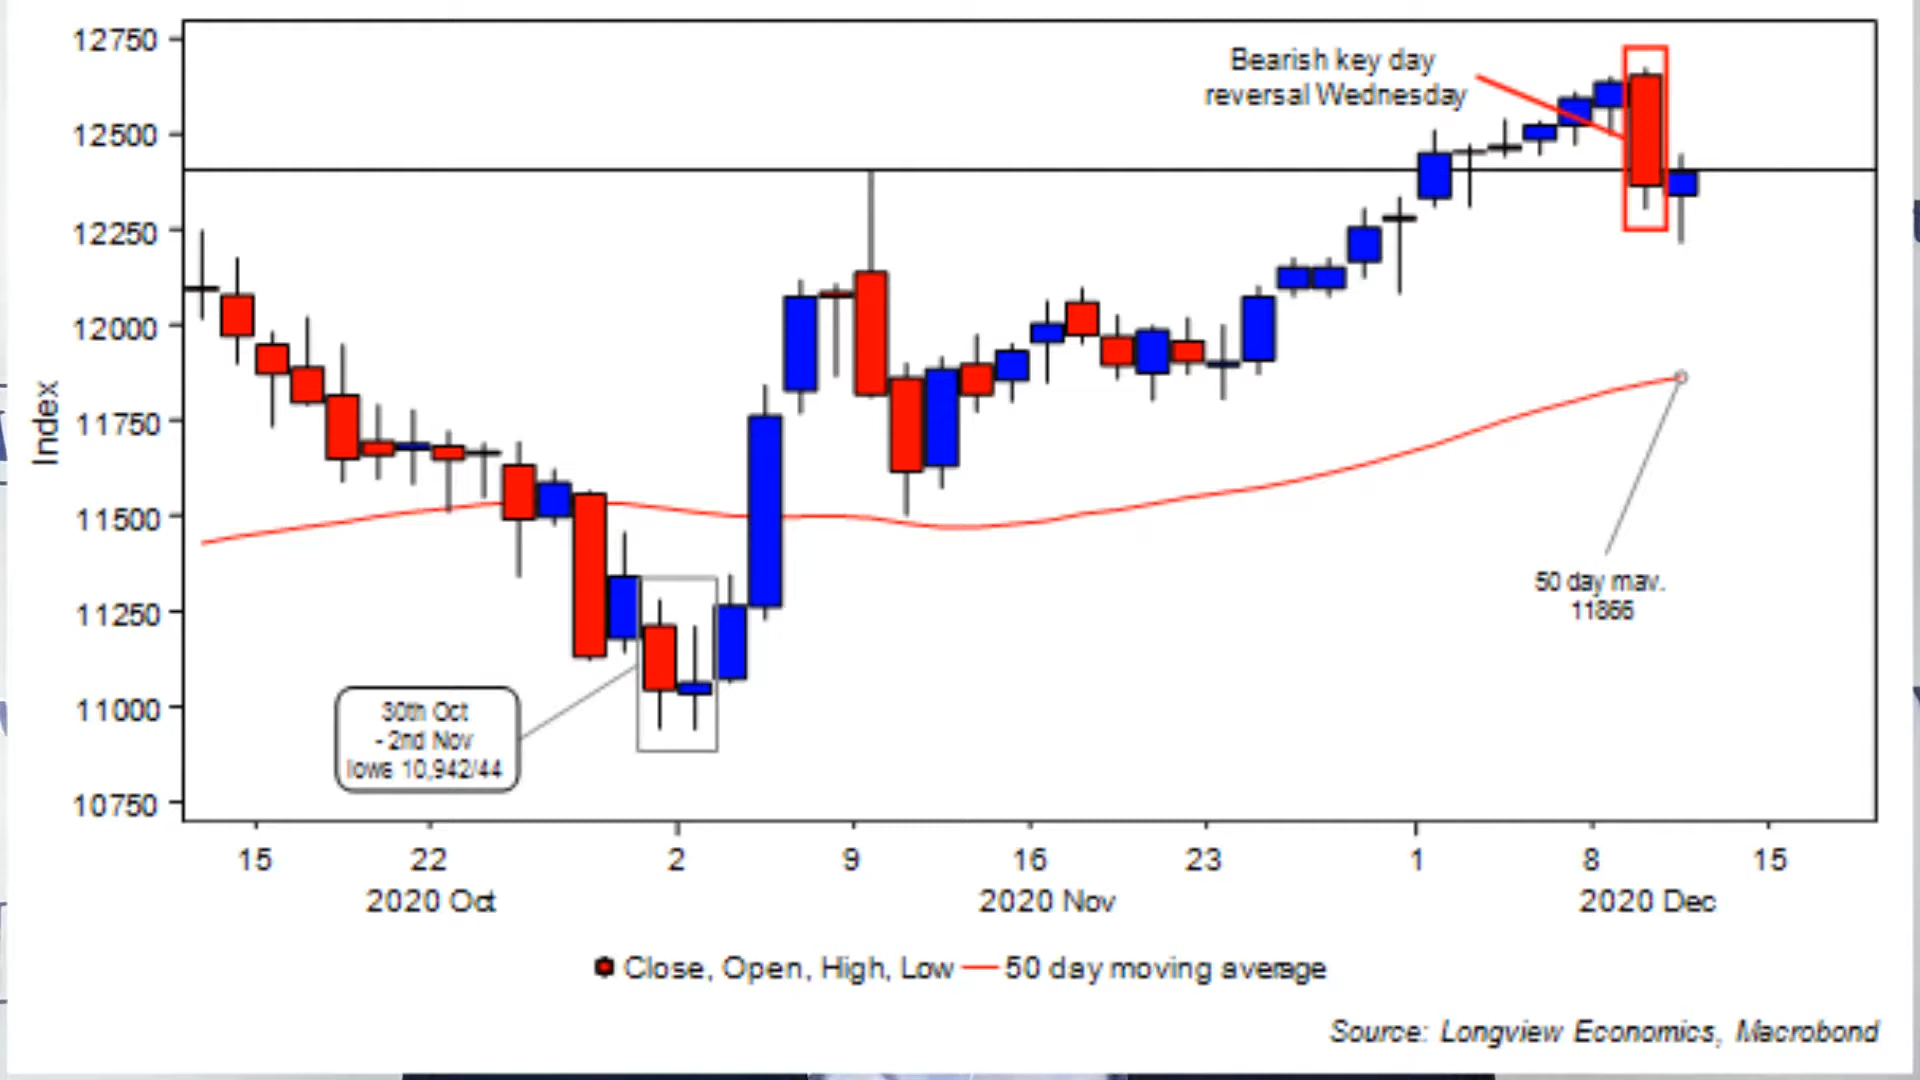 12750
12500
12250
12000
11750
11500
11250
11000
10750
Index
Bearish key day
reversal Wednesday
30th Oct
- 2nd Nov
lows 10,942/44
50 day mav.
11866
15 22 2 9 16 23 1 8 15
2020 Oct 2020 Nov 2020 Dec
Close, Open, High, Low 50 day moving average
Source: Longview Economics, Macrobond